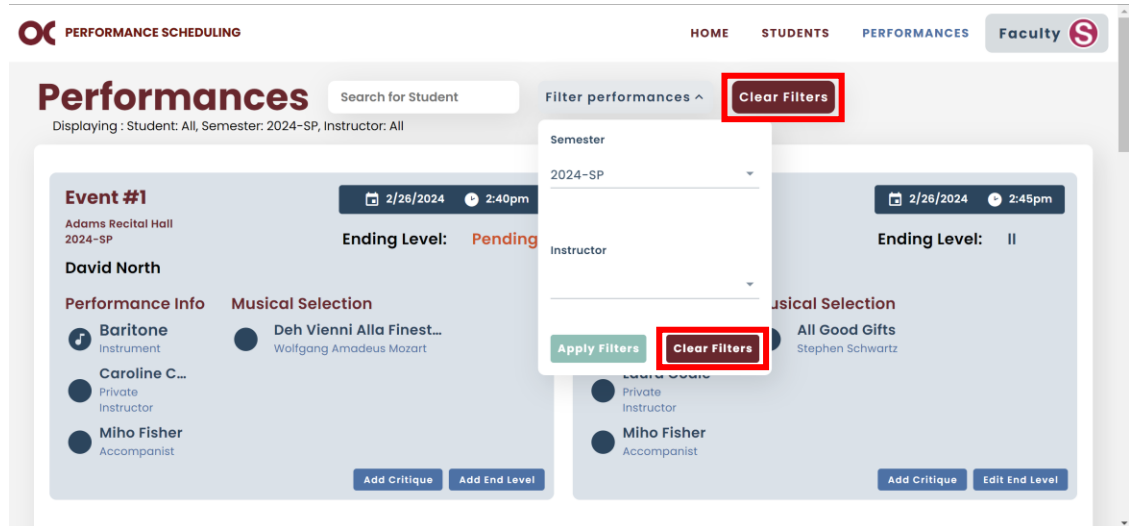 OC PERFORMANCE SCHEDULING
HOME STUDENTS PERFORMANCES Faculty S
Performances
Search for Student
Filter performances
Clear Filters
Displaying : Student: All, Semester: 2024-SP, Instructor: All
Semester
2024-SP
Instructor
Apply Filters Clear Filters
Event #1
2/26/2024 2:40pm
Adams Recital Hall
2024-SP
Ending Level: Pending
David North
Performance Info
Baritone
Instrument
Caroline C...
Private
Instructor
Miho Fisher
Accompanist
Musical Selection
Deh Vienni Alla Finest...
Wolfgang Amadeus Mozart
Add Critique Add End Level
2/26/2024 2:45pm
Ending Level: II
usical Selection
All Good Gifts
Stephen Schwartz
Private
Instructor
Miho Fisher
Accompanist
Add Critique Edit End Level